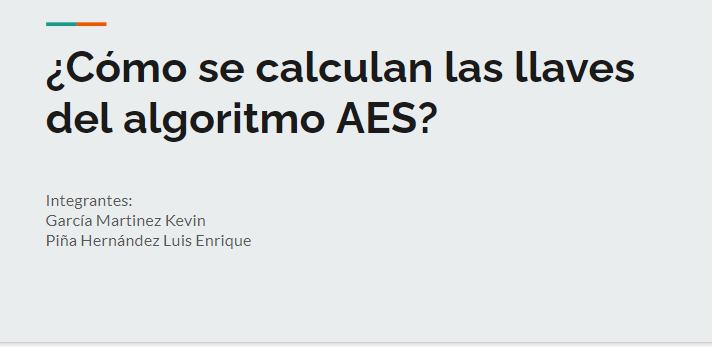 ¿Cómo se calculan las llaves
del algoritmo AES?
Integrantes:
García Martinez Kevin
Piña Hernández Luis Enrique